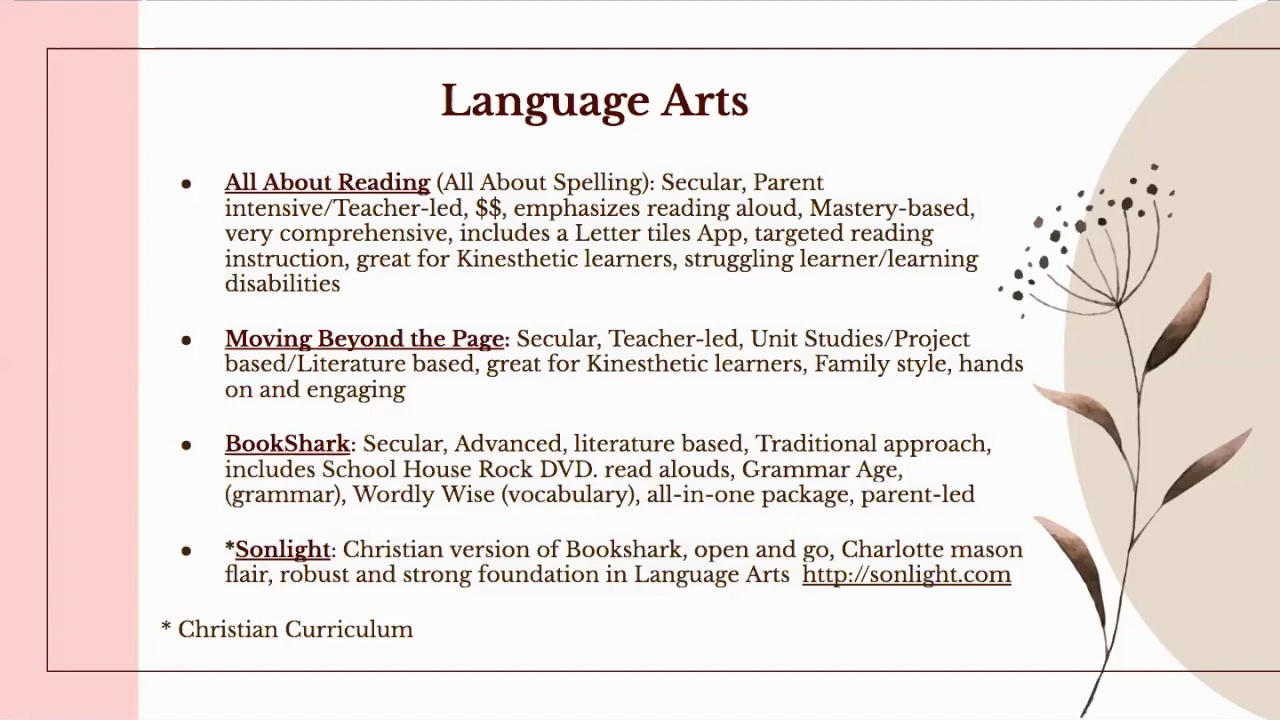 Language Arts
● All About Reading (All About Spelling): Secular, Parent
intensive/Teacher-led, $$, emphasizes reading aloud, Mastery-based,
very comprehensive, includes a Letter tiles App, targeted reading
instruction, great for Kinesthetic learners, struggling learner/learning
disabilities
● Moving Beyond the Page: Secular, Teacher-led, Unit Studies/Project
based/Literature based, great for Kinesthetic learners, Family style, hands
on and engaging
● BookShark: Secular, Advanced, literature based, Traditional approach,
includes School House Rock DVD. read alouds, Grammar Age,
(grammar), Wordly Wise (vocabulary), all-in-one package, parent-led
● *Sonlight: Christian version of Bookshark, open and go, Charlotte mason
flair, robust and strong foundation in Language Arts http://sonlight.com
* Christian Curriculum